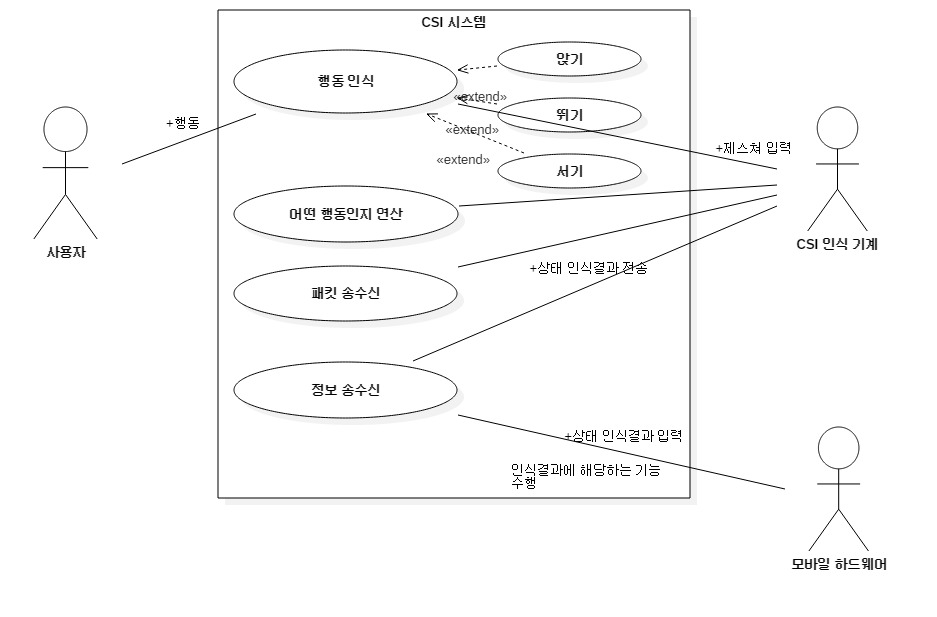 CSI 시스템
행동 인식
앉기
«extend»
뛰기
«extend»
«extend»
서기
+행동
+제스쳐 입력
사용자
CSI 인식 기계
어떤 행동인지 연산
+상태 인식결과 전송
패킷 송수신
정보 송수신
+상태 인식결과 입력
인식결과에 해당하는 기능
수행
모바일 하드웨어